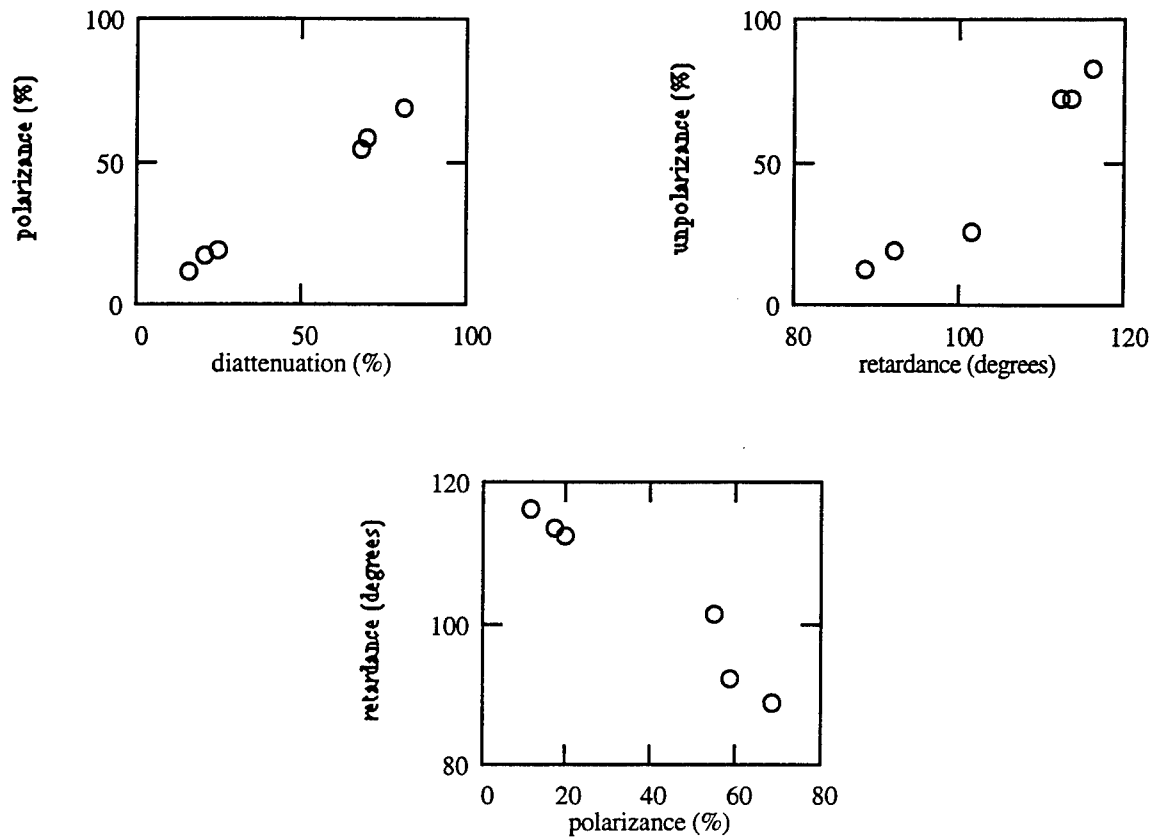 100
50
0
polarizance (%)
0 50 100
diattenuation (%)
100
50
0
unpolarizance (%)
80 100 120
retardance (degrees)
120
100
80
retardance (degrees)
0 20 40 60 80
polarizance (%)